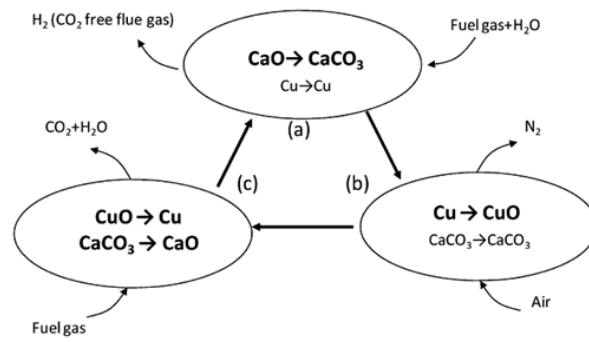 H₂ (CO₂ free flue gas)
Fuel gas+H₂O
CaO→ CaCO₃
Cu→Cu
(a)
CO₂+H₂O
N₂
(c)
(b)
CuO → Cu
CaCO₃ → CaO
Cu → CuO
CaCO₃→CaCO₃
Fuel gas
Air